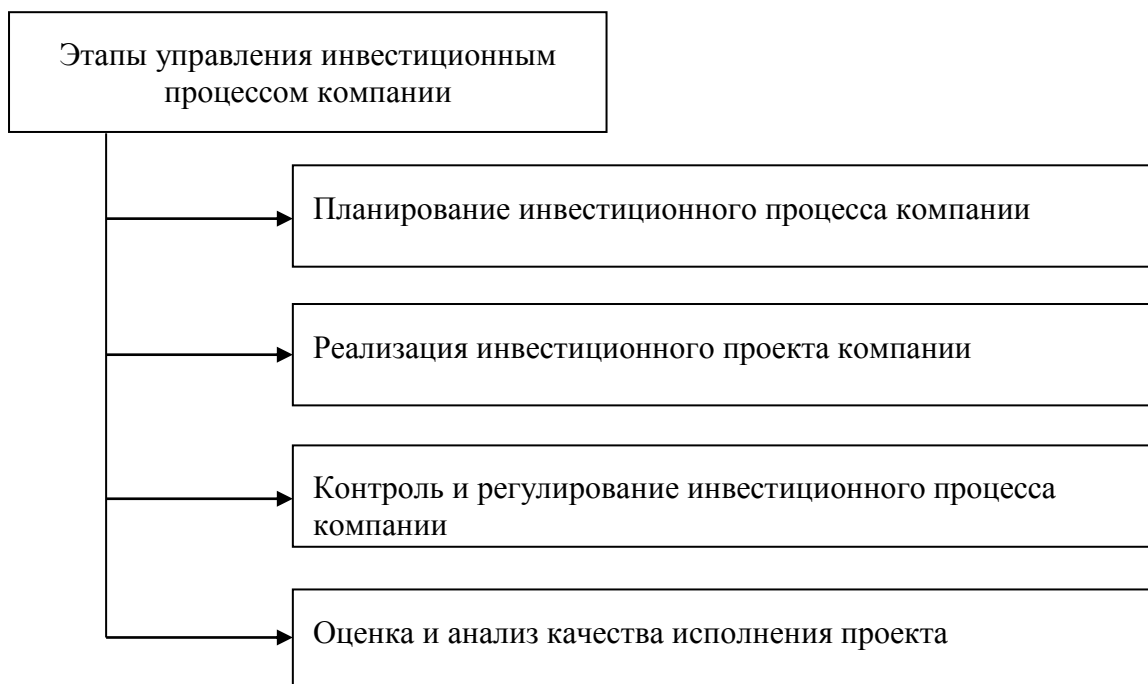 Этапы управления инвестиционным
процессом компании
Планирование инвестиционного процесса компании
Реализация инвестиционного проекта компании
Контроль и регулирование инвестиционного процесса
компании
Оценка и анализ качества исполнения проекта